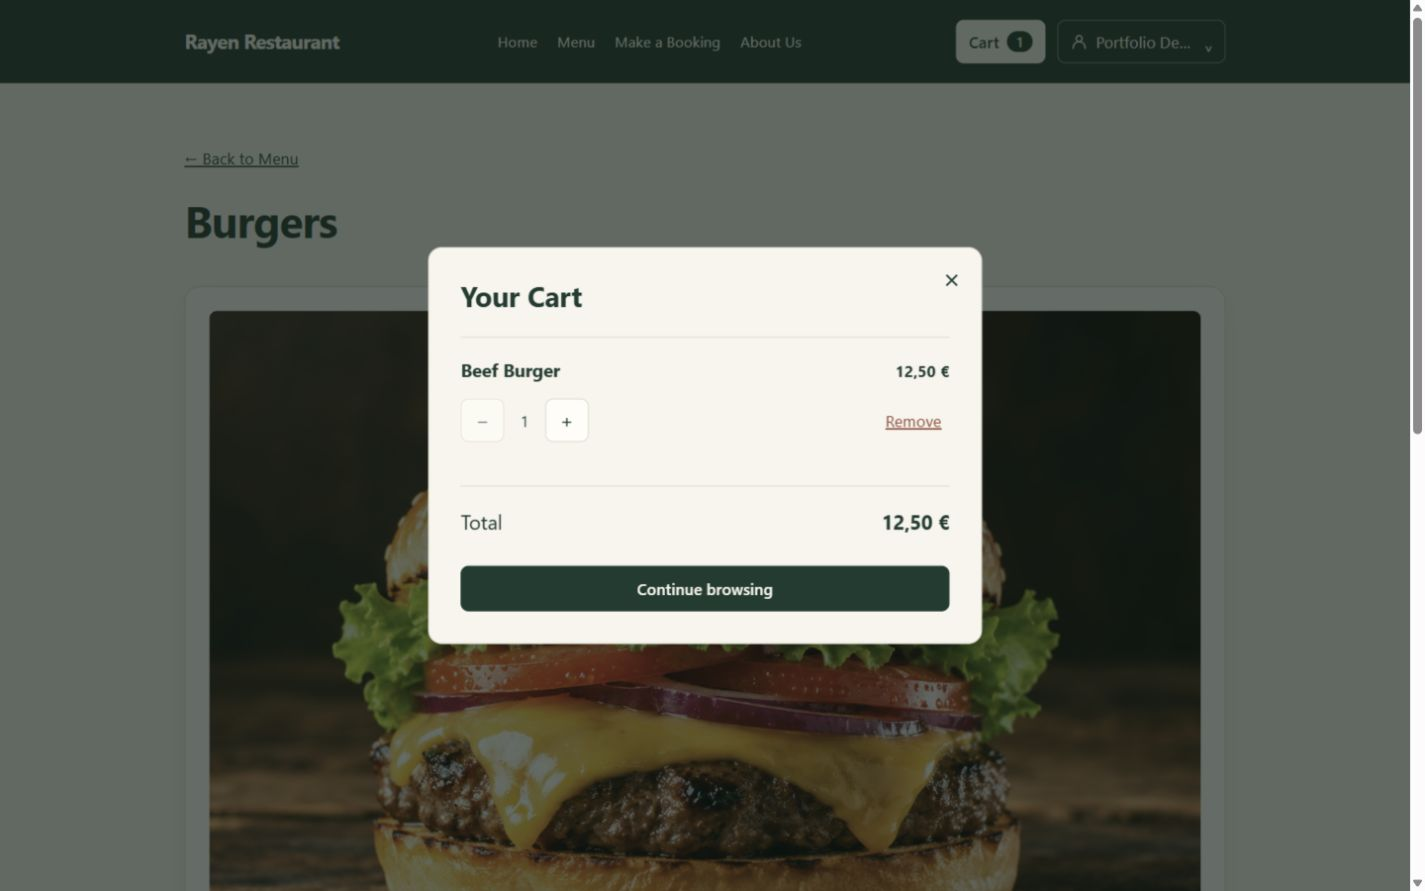 Rayen Restaurant
Home Menu Make a Booking About Us
Cart 1
Portfolio De...
← Back to Menu
Burgers
Your Cart
×
Beef Burger 12,50 €
− 1 + Remove
Total 12,50 €
Continue browsing